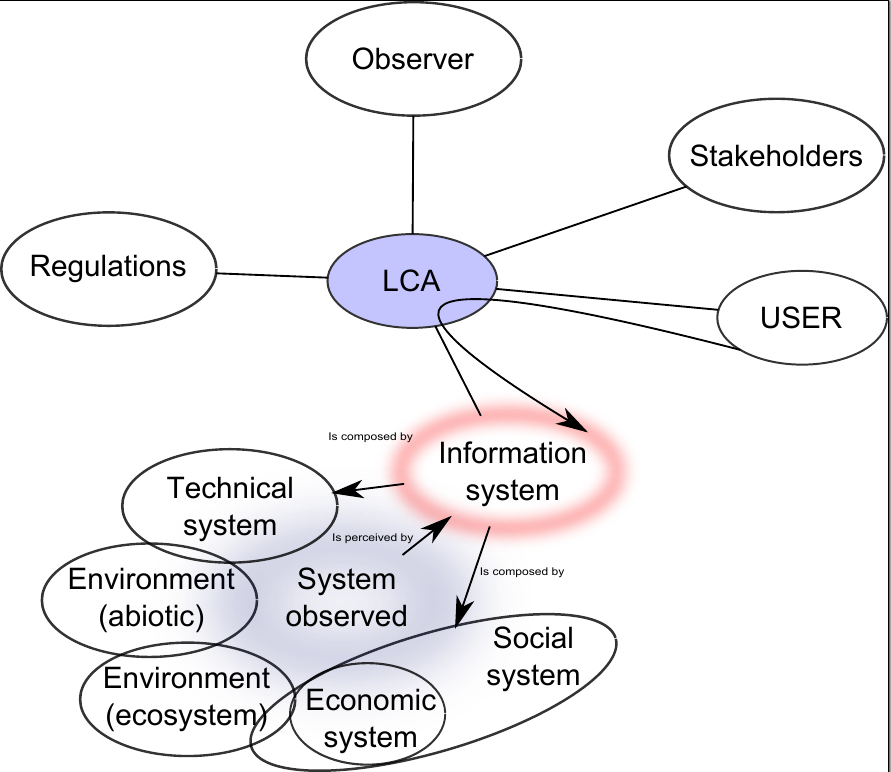 Observer
Stakeholders
Regulations
LCA
USER
Is composed by
Information
system
Technical
system
Is perceived by
System
observed
Is composed by
Environment
(abiotic)
Social
system
Environment
(ecosystem)
Economic
system